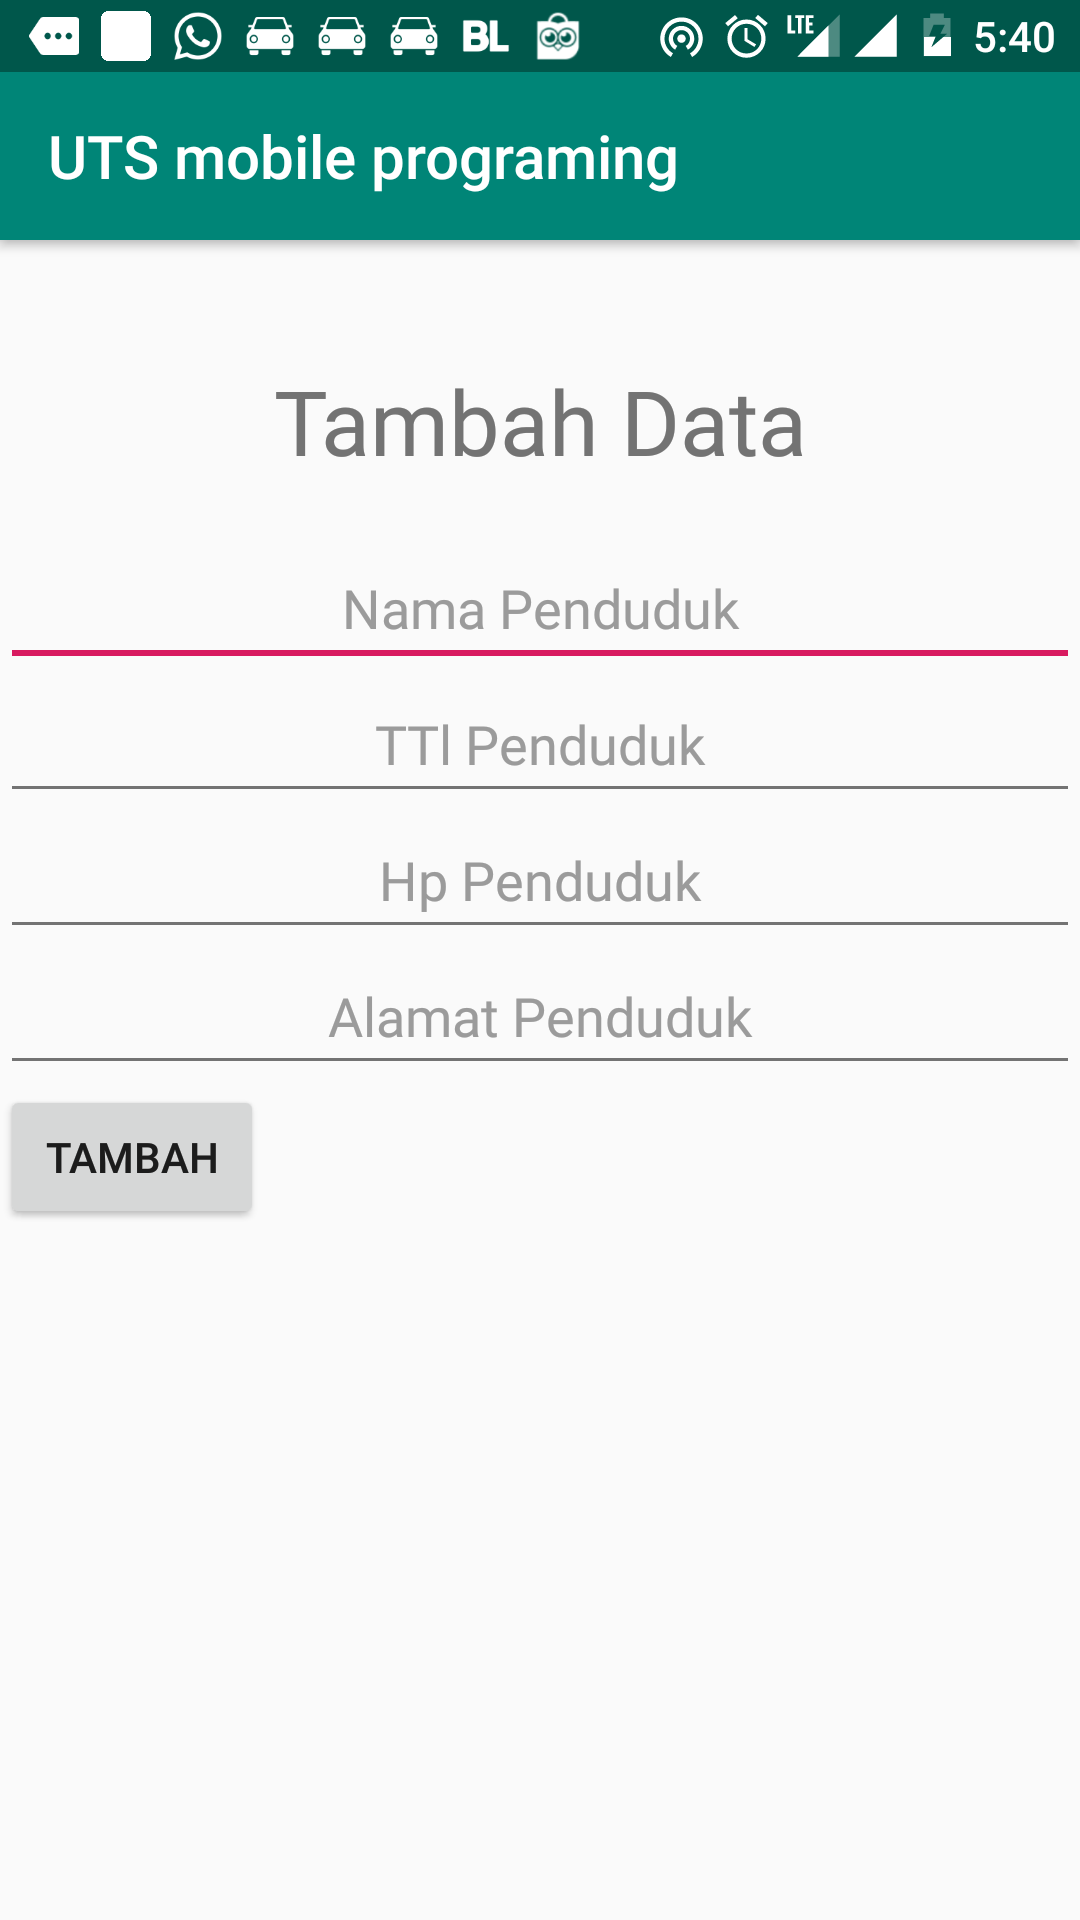 BL LTE 5:40
UTS mobile programing
Tambah Data
Nama Penduduk
TTl Penduduk
Hp Penduduk
Alamat Penduduk
TAMBAH